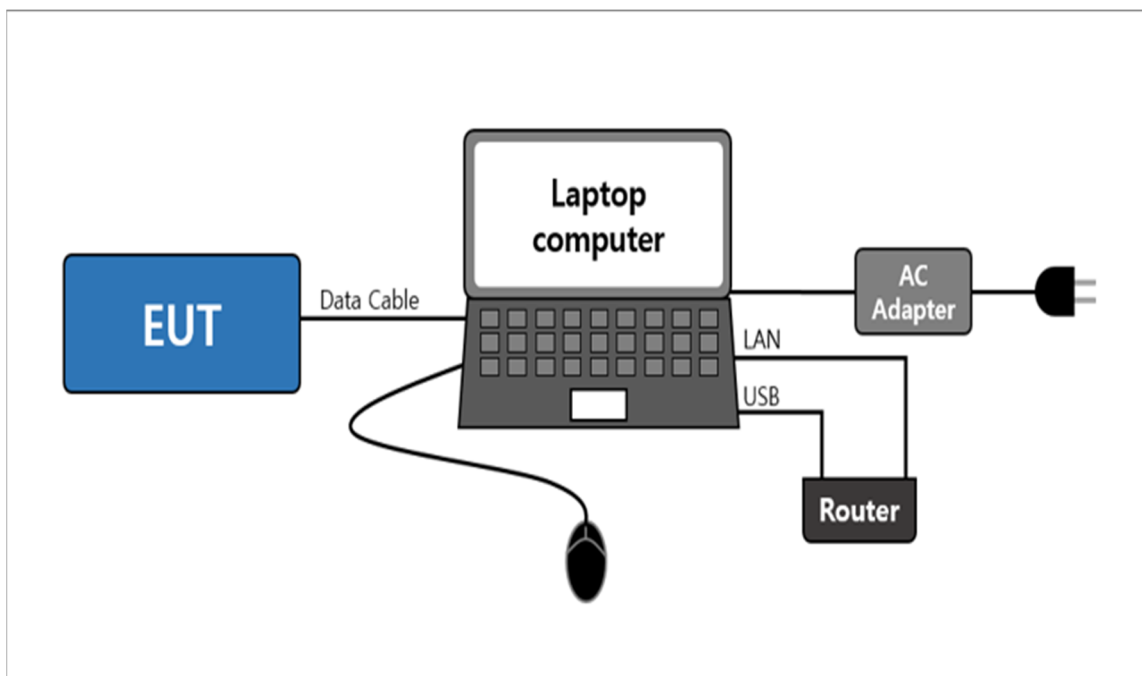 Laptop
computer
EUT
Data Cable
AC
Adapter
LAN
USB
Router